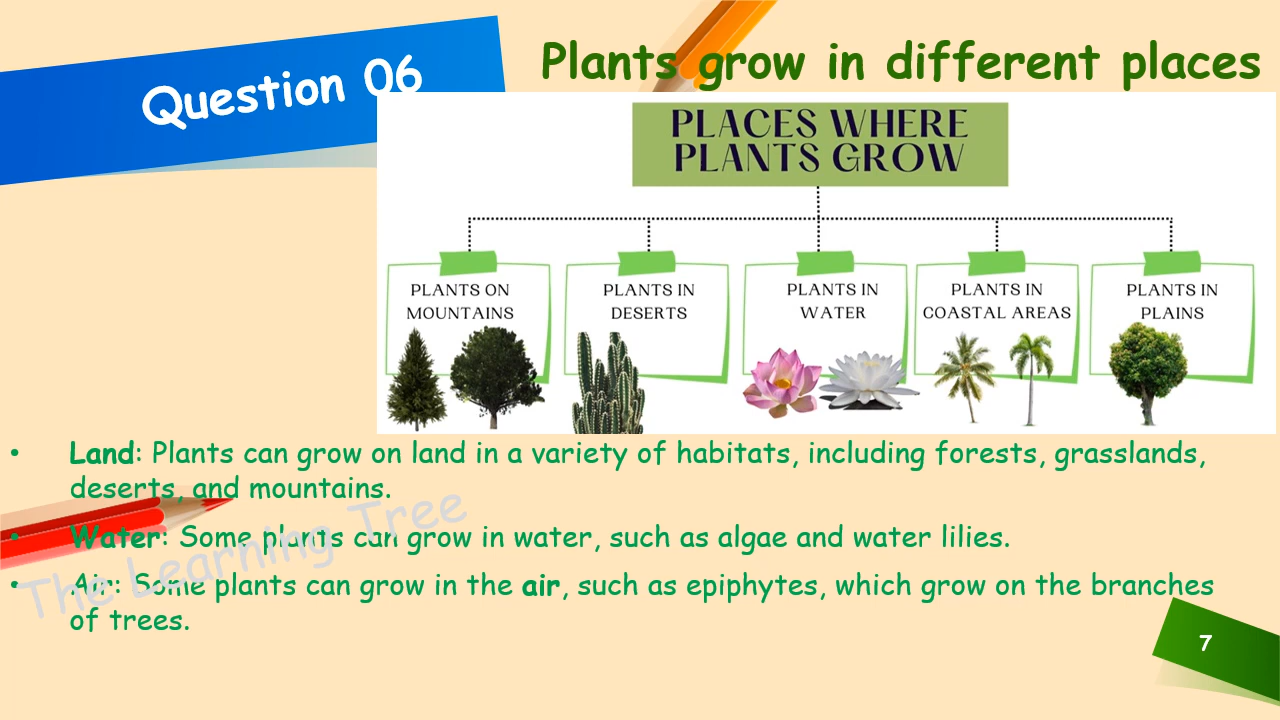 Question 06
Plants grow in different places
PLACES WHERE
PLANTS GROW
PLANTS ON
MOUNTAINS
PLANTS IN
DESERTS
PLANTS IN
WATER
PLANTS IN
COASTAL AREAS
PLANTS IN
PLAINS
• Land: Plants can grow on land in a variety of habitats, including forests, grasslands,
deserts, and mountains.
• Water: Some plants can grow in water, such as algae and water lilies.
• Air: Some plants can grow in the air, such as epiphytes, which grow on the branches
of trees.
The Learning Tree
7